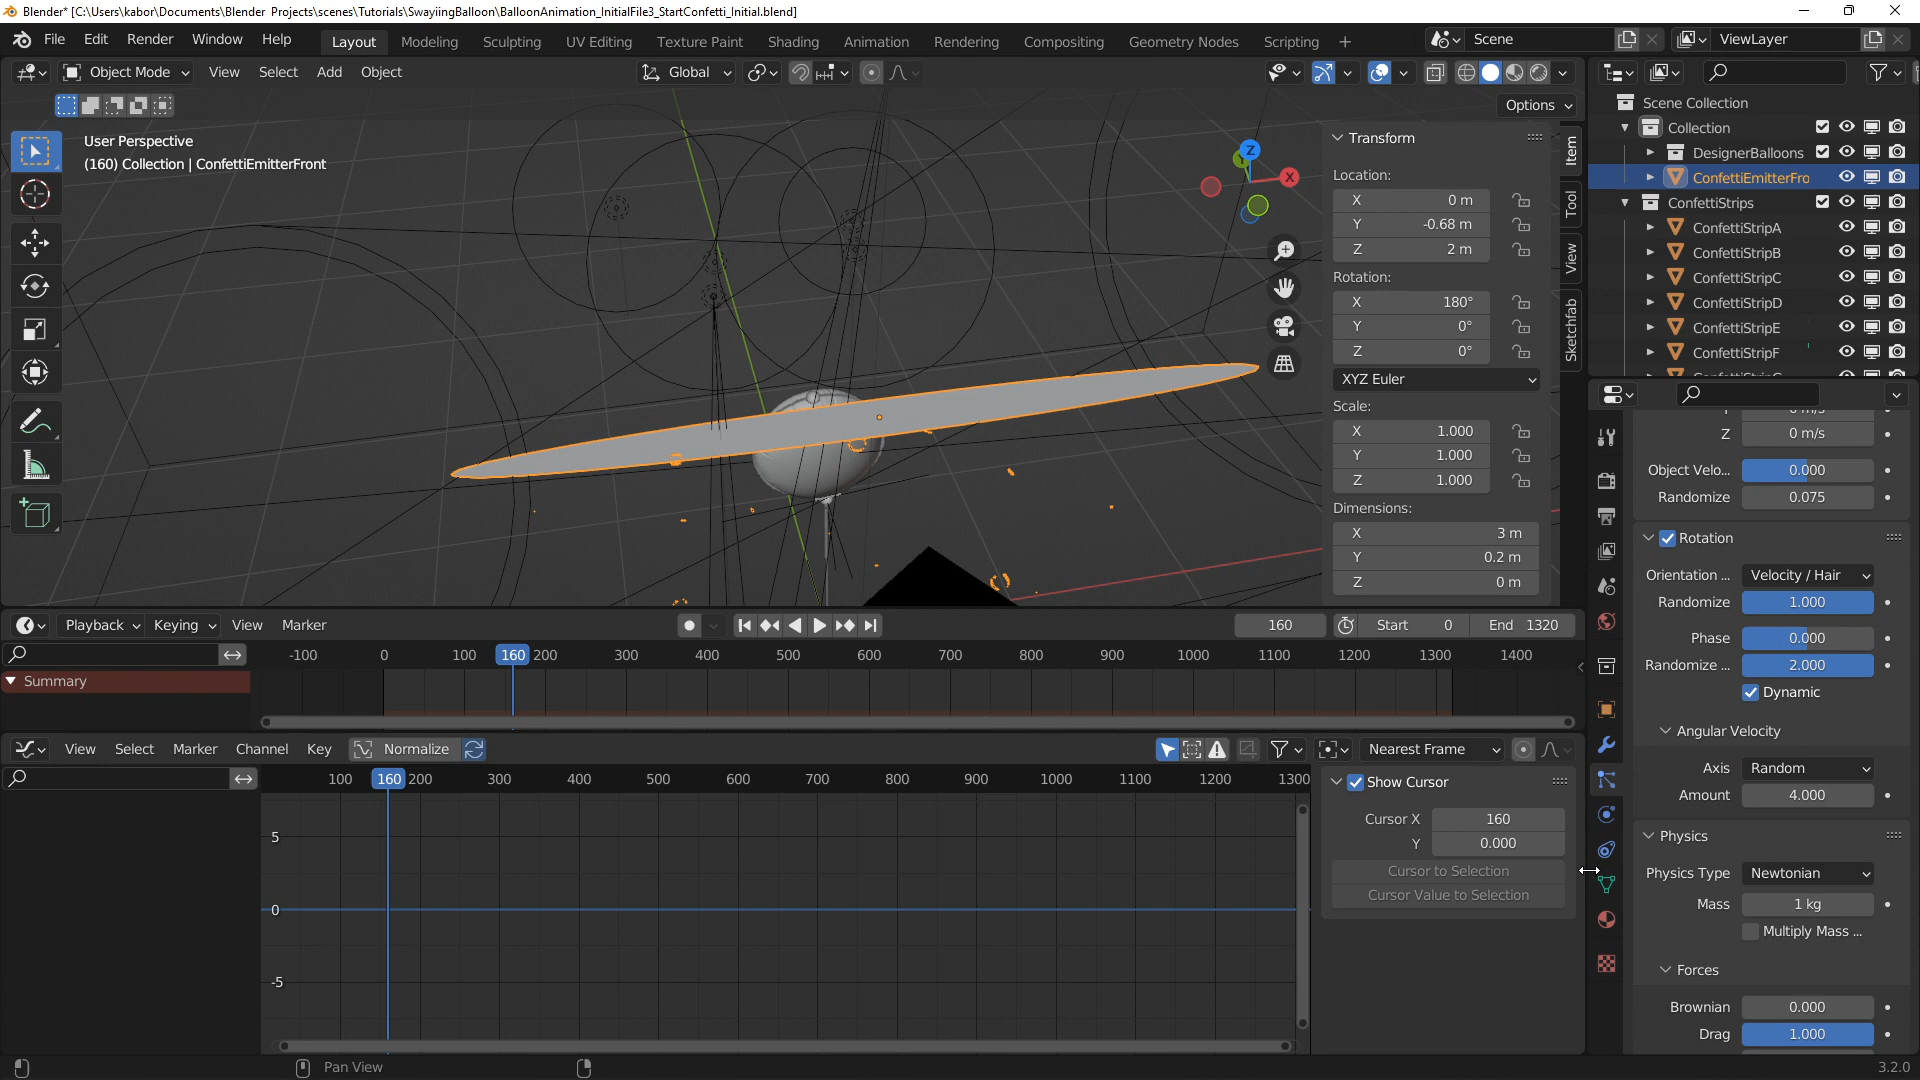 Blender* [C:\Users\kabor\Documents\Blender Projects\scenes\Tutorials\SwayiingBalloon\BalloonAnimation_InitialFile3_StartConfetti_Initial.blend]
File Edit Render Window Help Layout Modeling Sculpting UV Editing Texture Paint Shading Animation Rendering Compositing Geometry Nodes Scripting + Scene ViewLayer
Object Mode View Select Add Object Global
Options
User Perspective
(160) Collection | ConfettiEmitterFront
Z
Y
X
Transform
Location:
X 0 m
Y -0.68 m
Z 2 m
Rotation:
X 180°
Y 0°
Z 0°
XYZ Euler
Scale:
X 1.000
Y 1.000
Z 1.000
Dimensions:
X 3 m
Y 0.2 m
Z 0 m
Item
Tool
View
Sketchfab
Scene Collection
Collection
DesignerBalloons
ConfettiEmitterFro
ConfettiStrips
ConfettiStripA
ConfettiStripB
ConfettiStripC
ConfettiStripD
ConfettiStripE
ConfettiStripF
Z 0 m/s
Object Velo... 0.000
Randomize 0.075
Rotation
Orientation ... Velocity / Hair
Randomize 1.000
Phase 0.000
Randomize ... 2.000
Dynamic
Angular Velocity
Axis Random
Amount 4.000
Physics
Physics Type Newtonian
Mass 1 kg
Multiply Mass ...
Forces
Brownian 0.000
Drag 1.000
Playback Keying View Marker 160 Start 0 End 1320
-100 0 100 160 200 300 400 500 600 700 800 900 1000 1100 1200 1300 1400
Summary
View Select Marker Channel Key Normalize Nearest Frame
100 160 200 300 400 500 600 700 800 900 1000 1100 1200 1300
5
0
-5
Show Cursor
Cursor X 160
Y 0.000
Cursor to Selection
Cursor Value to Selection
Pan View
3.2.0